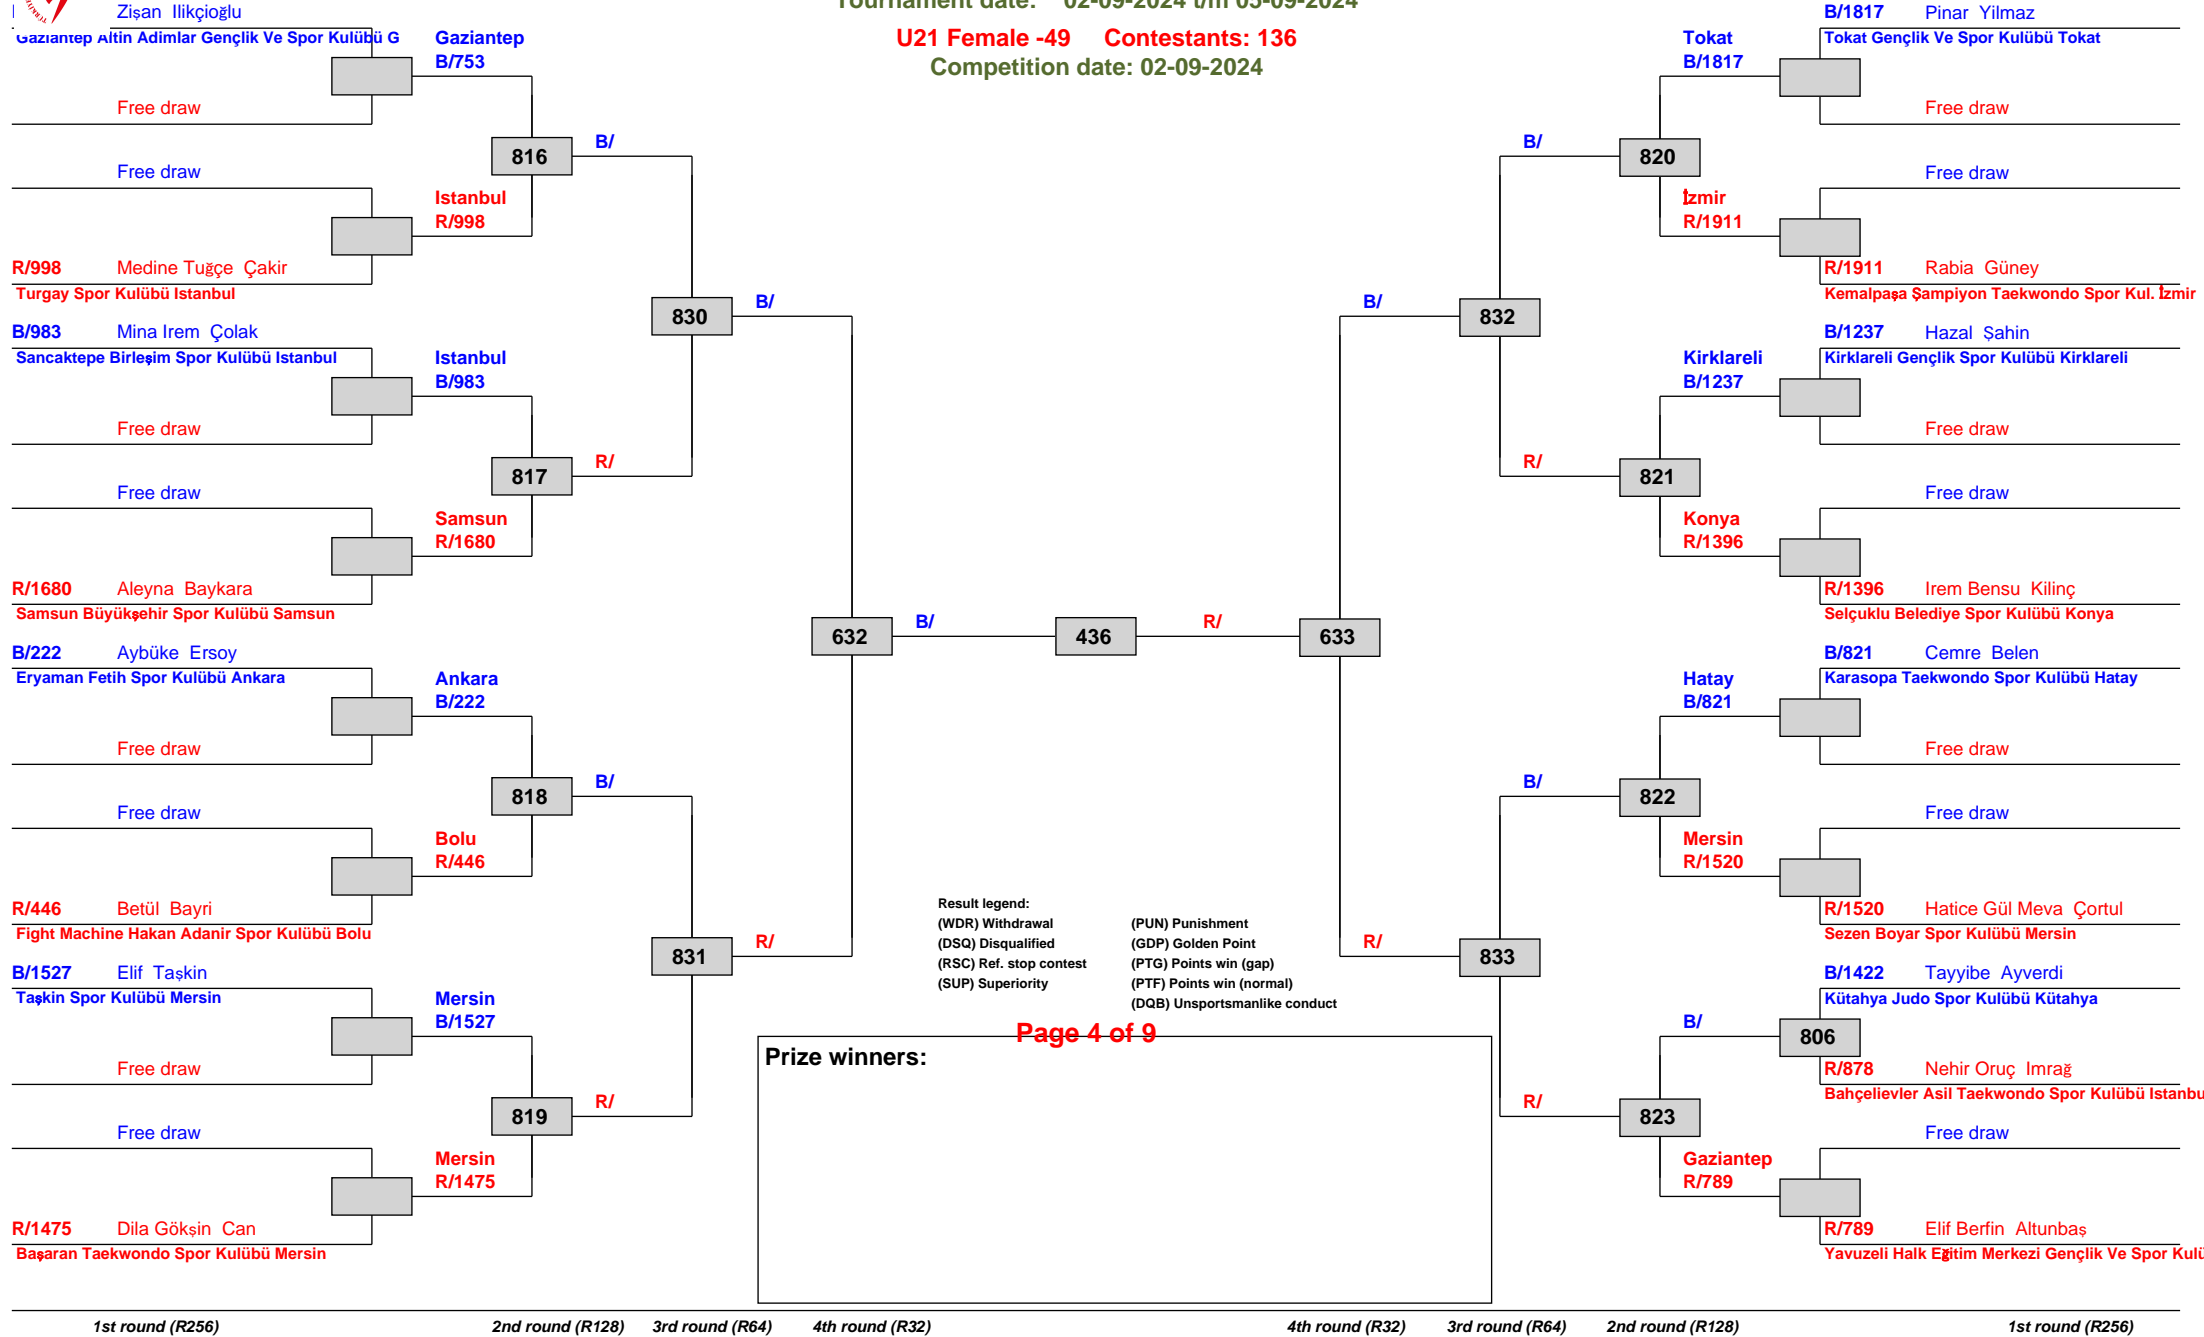 Tournament date: 02-09-2024 t/m 05-09-2024
U21 Female -49 Contestants: 136
Competition date: 02-09-2024
Zişan Ilikçioğlu
Gaziantep Altin Adimlar Gençlik Ve Spor Kulübü G
Free draw
Free draw
R/998 Medine Tuğçe Çakir
Turgay Spor Kulübü Istanbul
B/983 Mina Irem Çolak
Sancaktepe Birleşim Spor Kulübü Istanbul
Free draw
Free draw
R/1680 Aleyna Baykara
Samsun Büyükşehir Spor Kulübü Samsun
B/222 Aybüke Ersoy
Eryaman Fetih Spor Kulübü Ankara
Free draw
Free draw
R/446 Betül Bayri
Fight Machine Hakan Adanir Spor Kulübü Bolu
B/1527 Elif Taşkin
Taşkin Spor Kulübü Mersin
Free draw
Free draw
R/1475 Dila Gökşin Can
Başaran Taekwondo Spor Kulübü Mersin
Gaziantep
B/753
Istanbul
R/998
Istanbul
B/983
Samsun
R/1680
Ankara
B/222
Bolu
R/446
Mersin
B/1527
Mersin
R/1475
816
817
818
819
B/
R/
B/
R/
830
831
B/
R/
632
B/
436
R/
633
B/
R/
832
833
B/
R/
B/
R/
820
821
822
823
Tokat
B/1817
İzmir
R/1911
Kirklareli
B/1237
Konya
R/1396
Hatay
B/821
Mersin
R/1520
B/
Gaziantep
R/789
B/1817 Pinar Yilmaz
Tokat Gençlik Ve Spor Kulübü Tokat
Free draw
Free draw
R/1911 Rabia Güney
Kemalpaşa Şampiyon Taekwondo Spor Kul. İzmir
B/1237 Hazal Şahin
Kirklareli Gençlik Spor Kulübü Kirklareli
Free draw
Free draw
R/1396 Irem Bensu Kilinç
Selçuklu Belediye Spor Kulübü Konya
B/821 Cemre Belen
Karasopa Taekwondo Spor Kulübü Hatay
Free draw
Free draw
R/1520 Hatice Gül Meva Çortul
Sezen Boyar Spor Kulübü Mersin
B/1422 Tayyibe Ayverdi
Kütahya Judo Spor Kulübü Kütahya
806
R/878 Nehir Oruç Imrağ
Bahçelievler Asil Taekwondo Spor Kulübü Istanbu
Free draw
R/789 Elif Berfin Altunbaş
Yavuzeli Halk Eğitim Merkezi Gençlik Ve Spor Kulü
Result legend:
(WDR) Withdrawal (PUN) Punishment
(DSQ) Disqualified (GDP) Golden Point
(RSC) Ref. stop contest (PTG) Points win (gap)
(SUP) Superiority (PTF) Points win (normal)
(DQB) Unsportsmanlike conduct
Page 4 of 9
Prize winners:
1st round (R256) 2nd round (R128) 3rd round (R64) 4th round (R32) 4th round (R32) 3rd round (R64) 2nd round (R128) 1st round (R256)